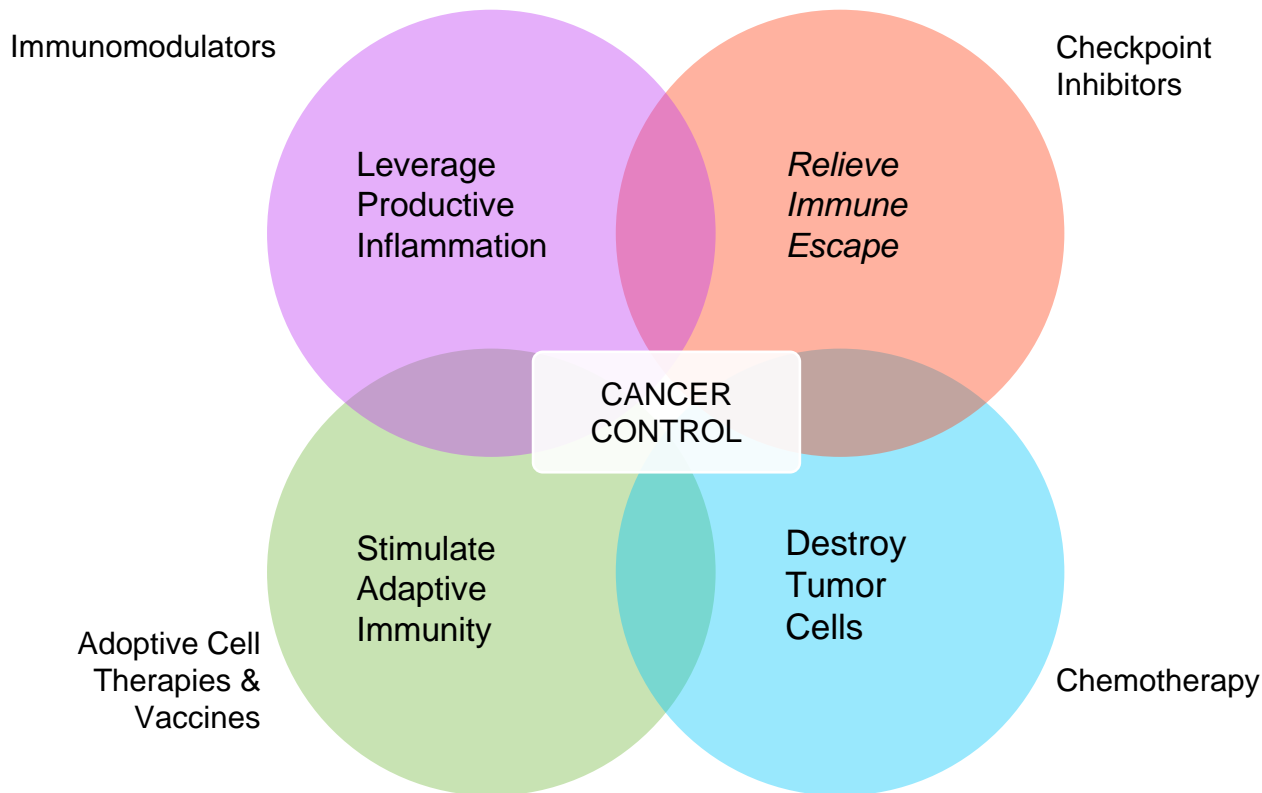 Immunomodulators
Checkpoint
Inhibitors
Leverage
Productive
Inflammation
Relieve
Immune
Escape
CANCER
CONTROL
Stimulate
Adaptive
Immunity
Destroy
Tumor
Cells
Adoptive Cell
Therapies &
Vaccines
Chemotherapy